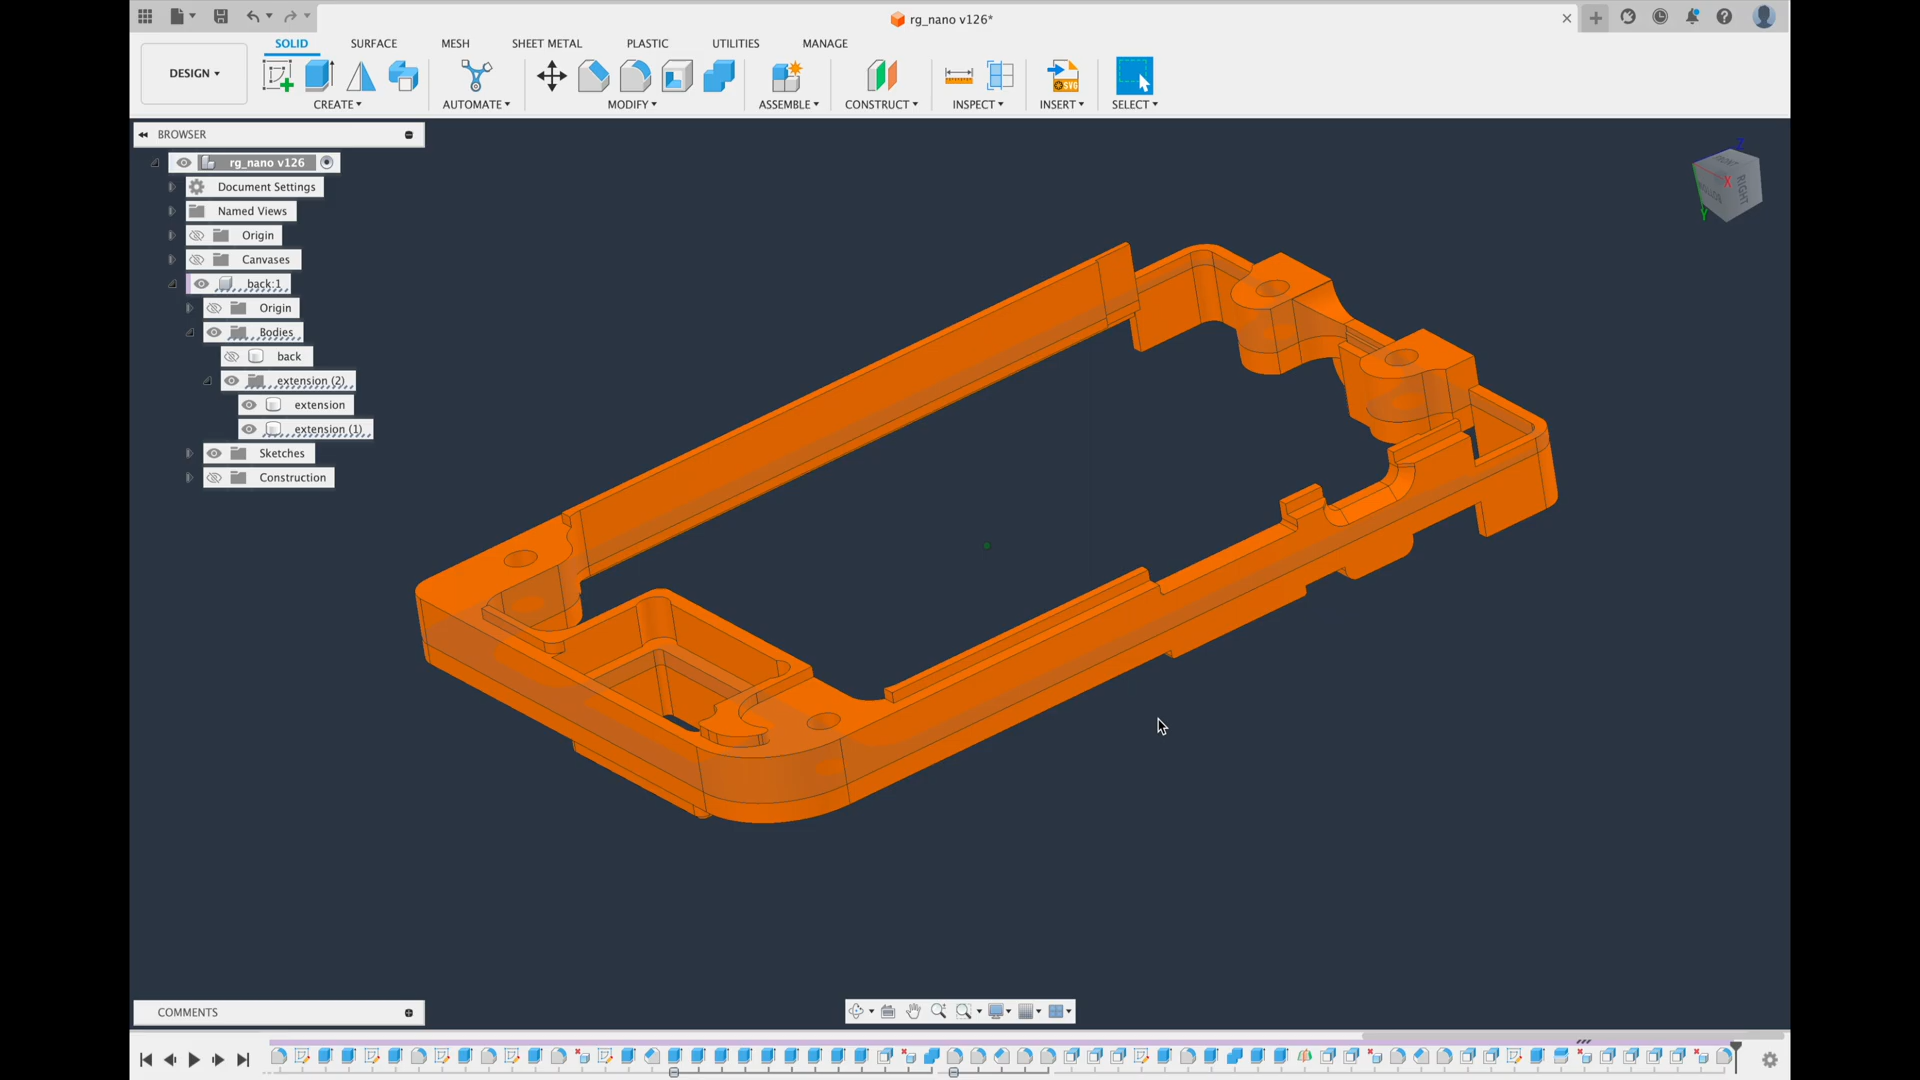 rg_nano v126*
DESIGN
SOLID
SURFACE
MESH
SHEET METAL
PLASTIC
UTILITIES
MANAGE
CREATE
AUTOMATE
MODIFY
ASSEMBLE
CONSTRUCT
INSPECT
INSERT
SELECT
SVG
BROWSER
rg_nano v126
Document Settings
Named Views
Origin
Canvases
back:1
Origin
Bodies
back
extension (2)
extension
extension (1)
Sketches
Construction
Z
X
Y
RIGHT
COMMENTS